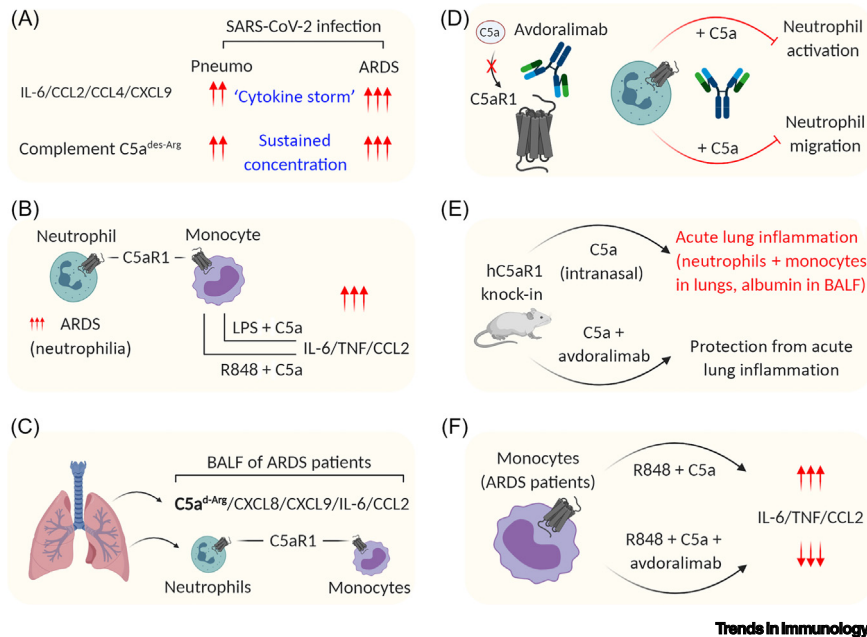 (A)
SARS-CoV-2 infection
Pneumo
ARDS
IL-6/CCL2/CCL4/CXCL9
‘Cytokine storm’
Complement C5a^des-Arg
Sustained
concentration
(B)
Neutrophil
Monocyte
C5aR1
ARDS
(neutrophilia)
LPS + C5a
IL-6/TNF/CCL2
R848 + C5a
(C)
BALF of ARDS patients
C5a^d-Arg/CXCL8/CXCL9/IL-6/CCL2
C5aR1
Neutrophils
Monocytes
(D)
C5a
Avdoralimab
C5aR1
+ C5a
Neutrophil
activation
+ C5a
Neutrophil
migration
(E)
hC5aR1
knock-in
C5a
(intranasal)
Acute lung inflammation
(neutrophils + monocytes
in lungs, albumin in BALF)
C5a +
avdoralimab
Protection from acute
lung inflammation
(F)
Monocytes
(ARDS patients)
R848 + C5a
IL-6/TNF/CCL2
R848 + C5a +
avdoralimab
Trends in Immunology